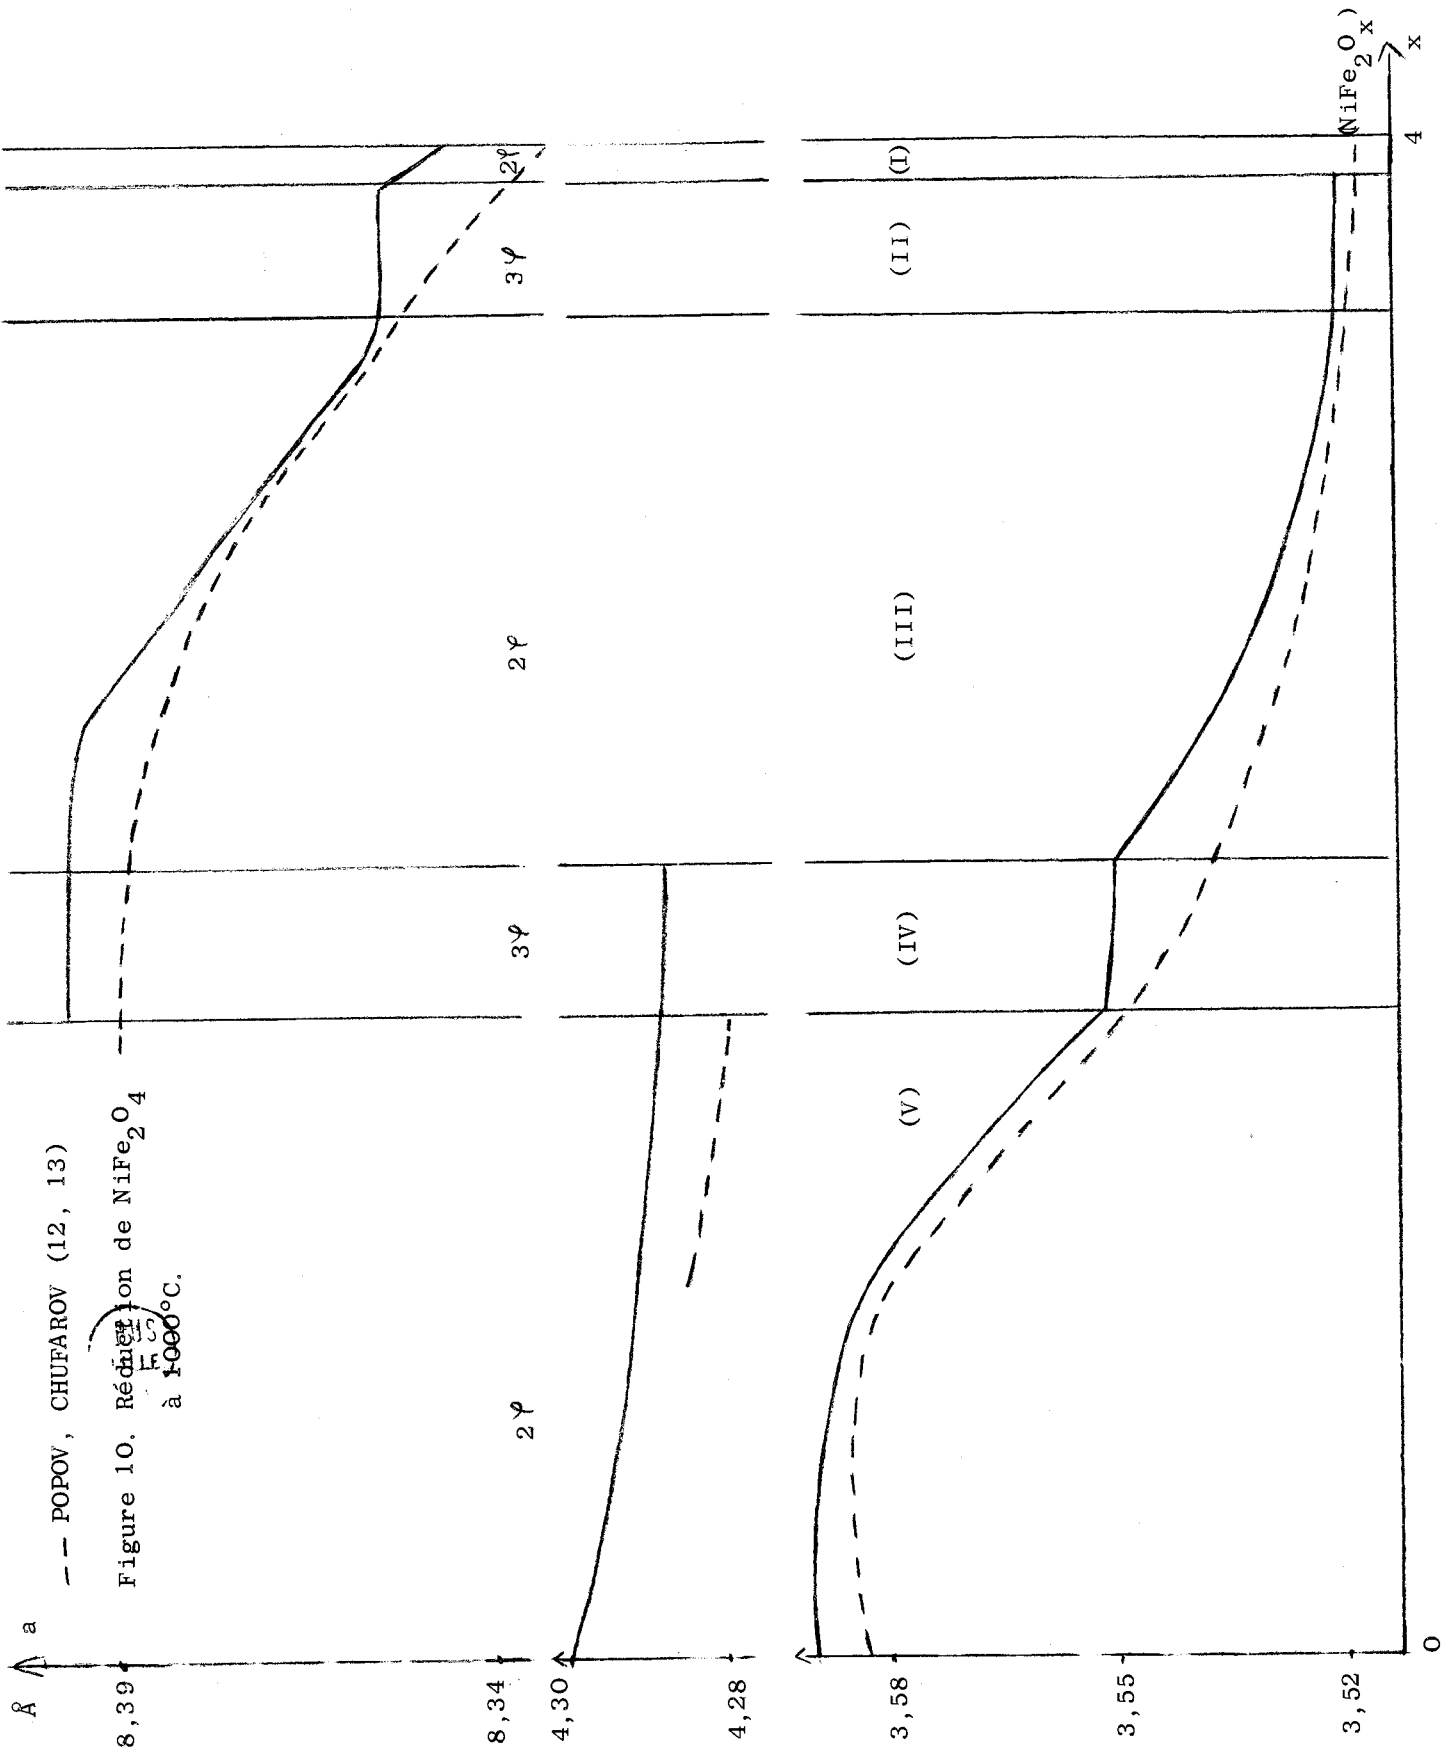 Å a
-- POPOV, CHUFAROV (12, 13)
Figure 10. Réduction de NiFe2O4
à 1000°C.
8,39
8,34
4,30
4,28
3,58
3,55
3,52
2φ
3φ
2φ
3φ
2φ
(V)
(IV)
(III)
(II)
(I)
0
4
x
NiFe2Ox)